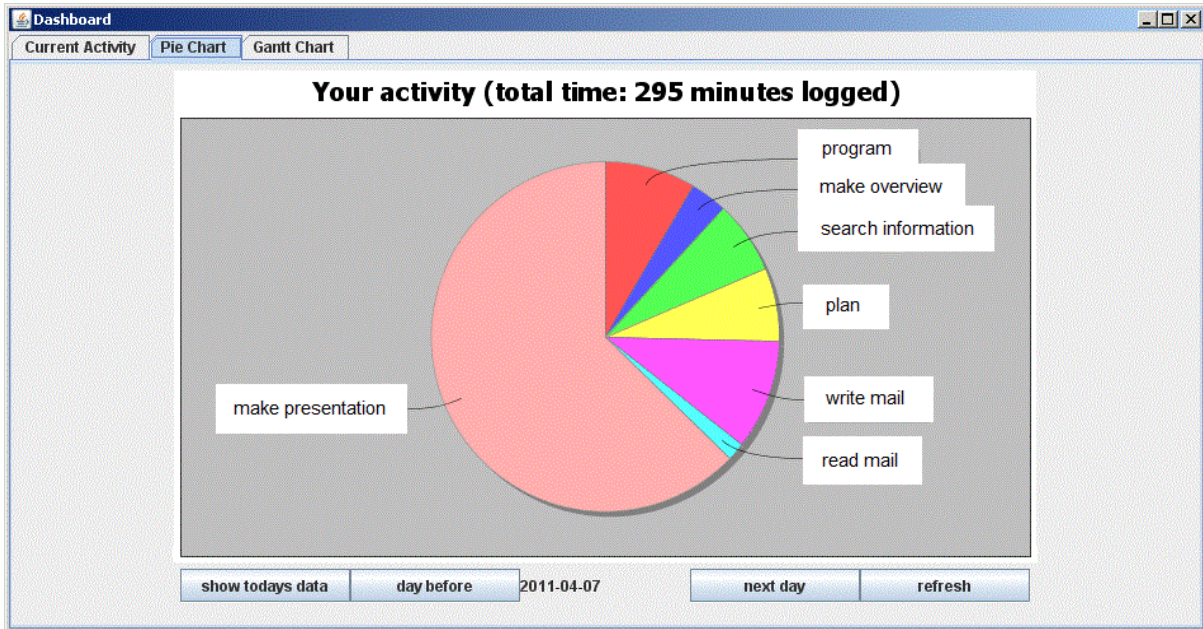 Dashboard
Current Activity Pie Chart Gantt Chart
Your activity (total time: 295 minutes logged)
program
make overview
search information
plan
write mail
make presentation
read mail
show todays data day before 2011-04-07 next day refresh